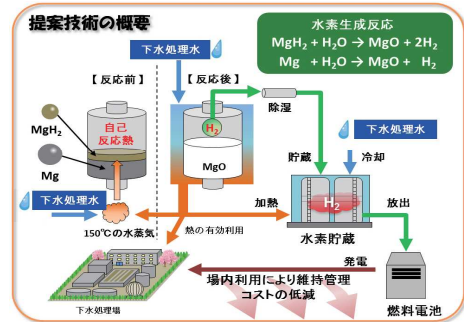 提案技術の概要
水素生成反応
MgH2 + H2O → MgO + 2H2
Mg + H2O → MgO + H2
下水処理水
【反応前】
【反応後】
H2
除湿
下水処理水
MgH2
自己
反応熱
MgO
Mg
貯蔵
冷却
下水処理水
加熱
H2
放出
150℃の水蒸気
熱の有効利用
水素貯蔵
発電
場内利用により維持管理
コストの低減
下水処理場
燃料電池